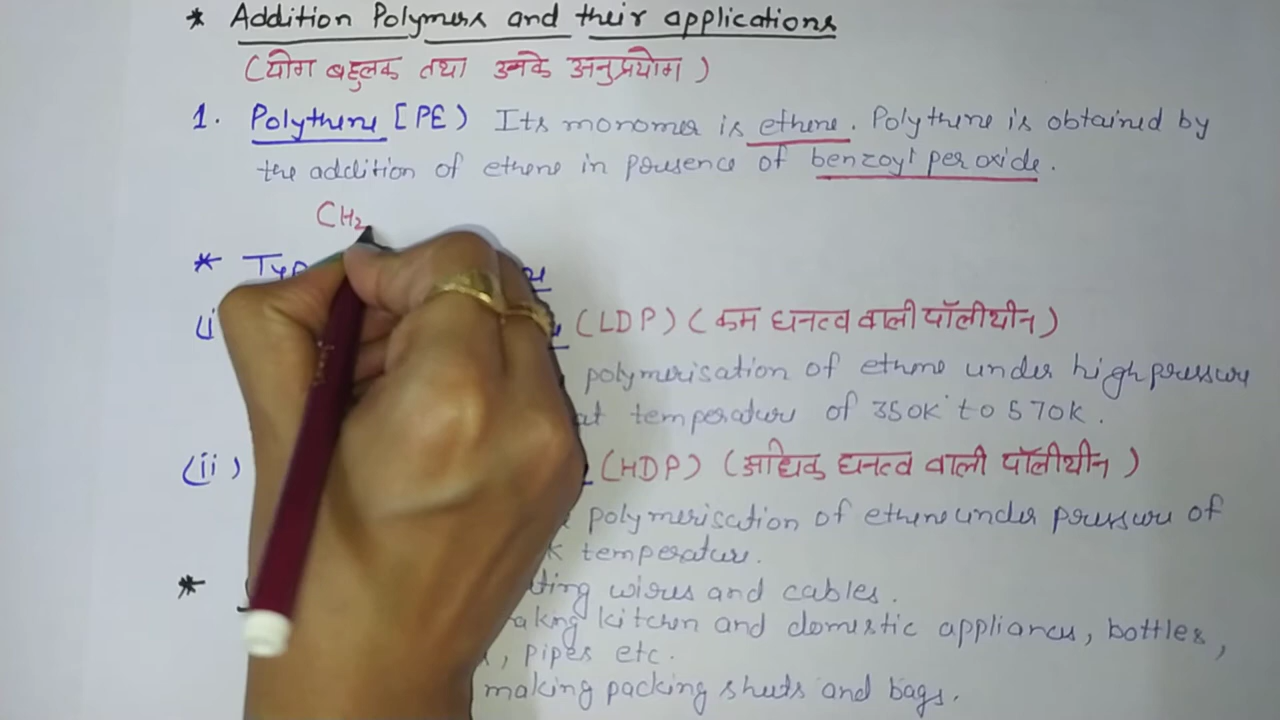 * Addition Polymers and their applications
(योग बहुलक तथा उनके अनुप्रयोग)
1. Polythene [PE) Its monomer is ethene. Polythene is obtained by
the addition of ethene in presence of benzoyl peroxide.
CH2
*
(LDP) (कम घनत्व वाली पॉलीथीन)
polymerisation of ethene under high pressure
at temperature of 350K to 570K.
(ii) (HDP) (अधिक घनत्व वाली पॉलीथीन)
polymerisation of ethene under pressure of
K temperature.
* wires and cables.
kitchen and domestic appliances, bottles,
, pipes etc.
making packing sheets and bags.